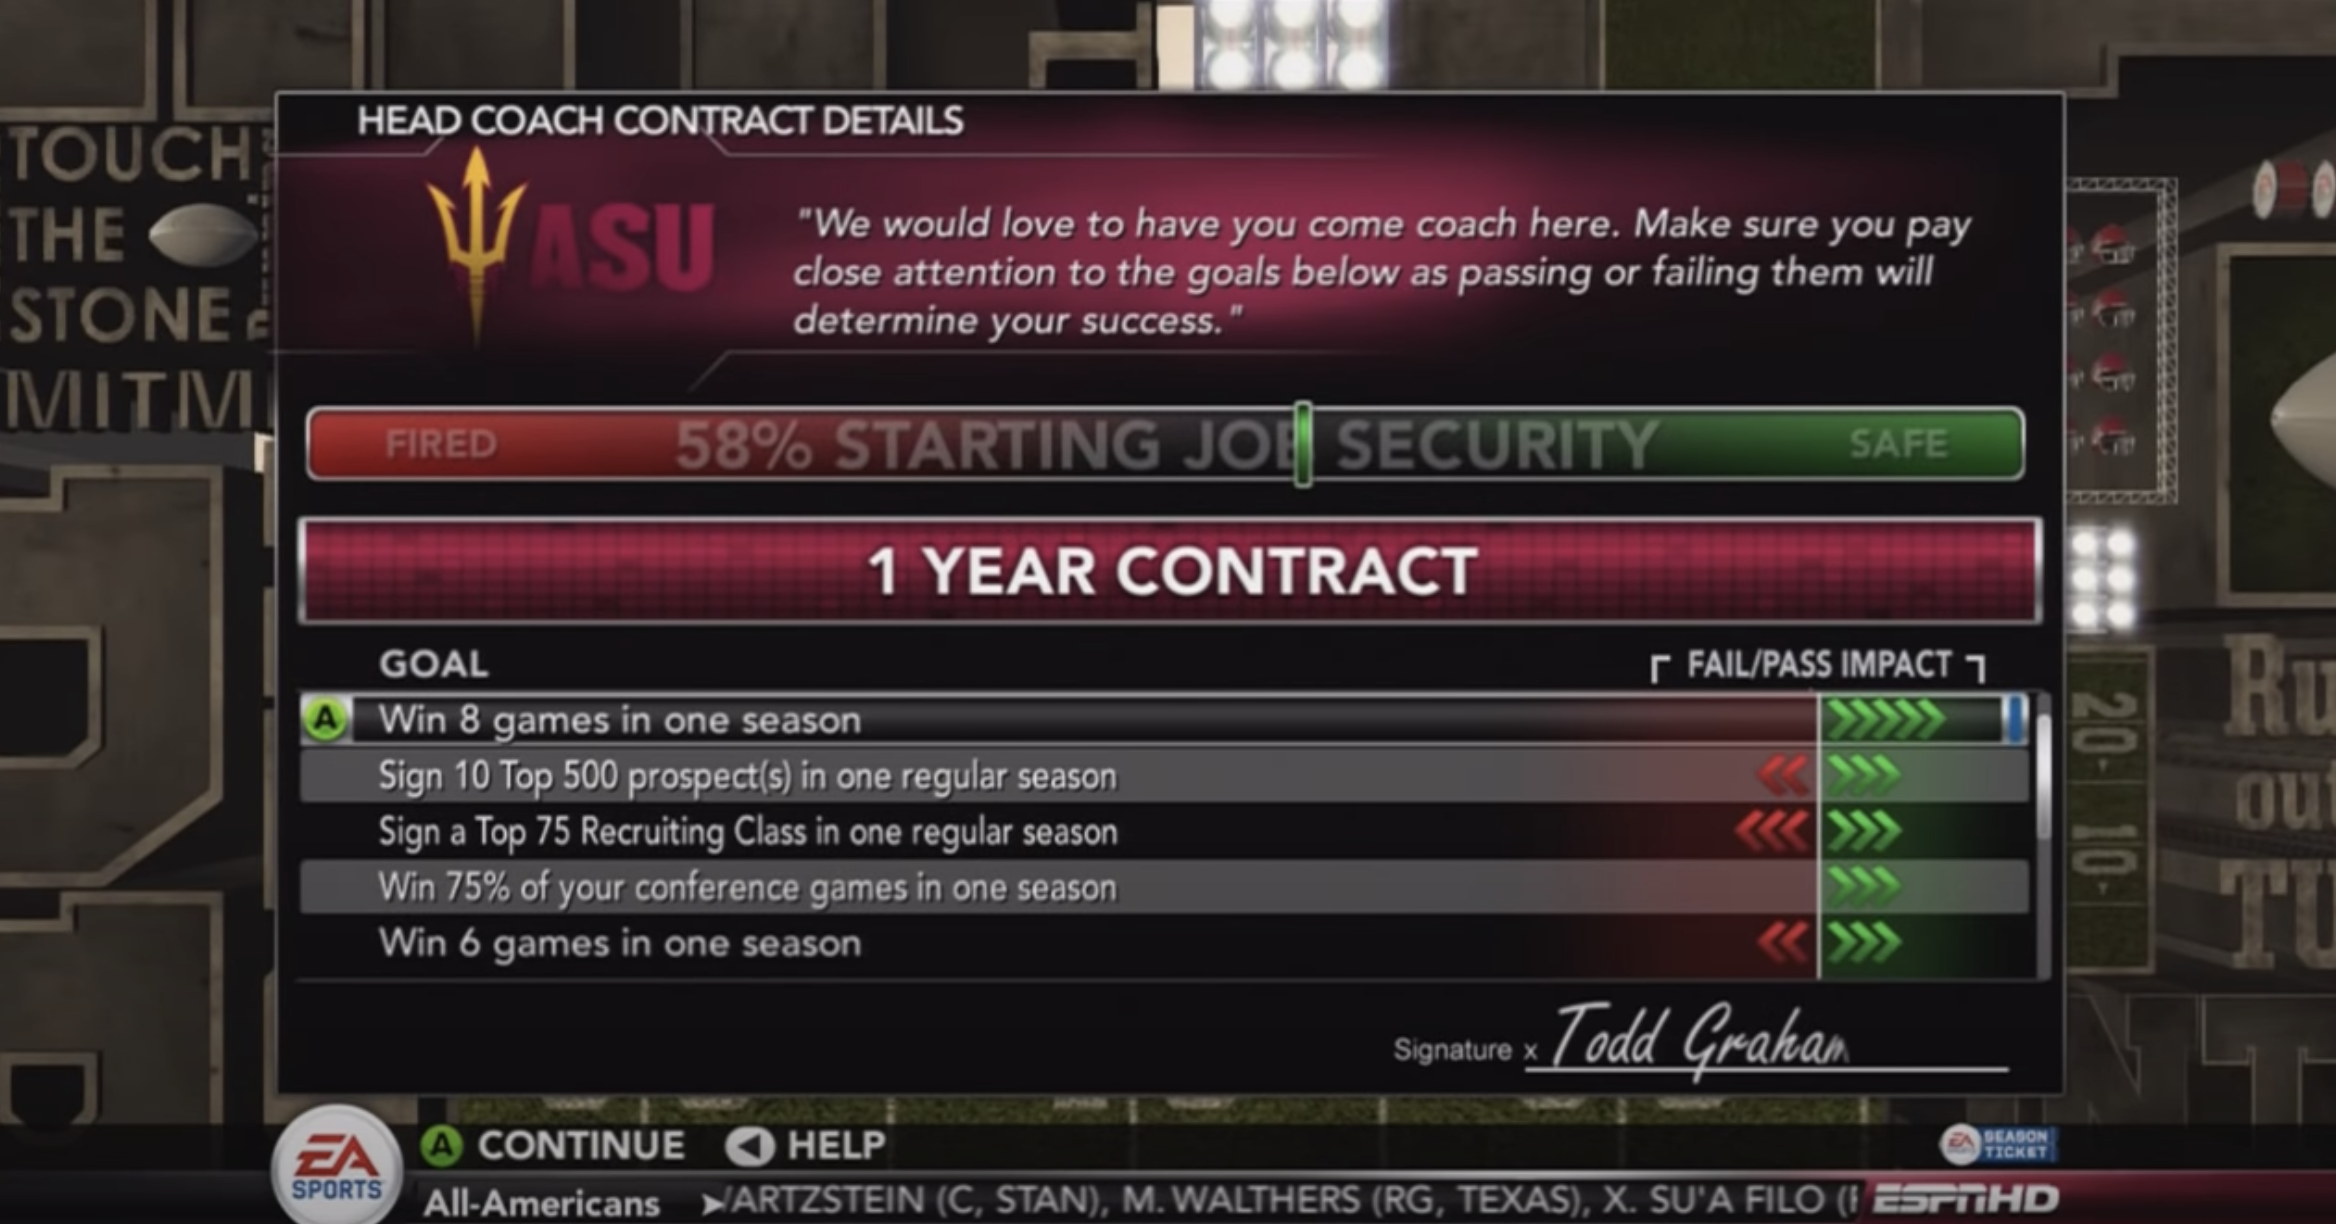 HEAD COACH CONTRACT DETAILS
TOUCH
THE
STONE
ASU
"We would love to have you come coach here. Make sure you pay
close attention to the goals below as passing or failing them will
determine your success."
FIRED
58% STARTING JOB SECURITY
SAFE
1 YEAR CONTRACT
GOAL
FAIL/PASS IMPACT
A
Win 8 games in one season
Sign 10 Top 500 prospect(s) in one regular season
Sign a Top 75 Recruiting Class in one regular season
Win 75% of your conference games in one season
Win 6 games in one season
20
10
Signature x Todd Graham
EA
SPORTS
A CONTINUE
HELP
EA
SEASON
TICKET
All-Americans
(C, STAN), M. WALTHERS (RG, TEXAS), X. SU'A FILO
ESPNHD